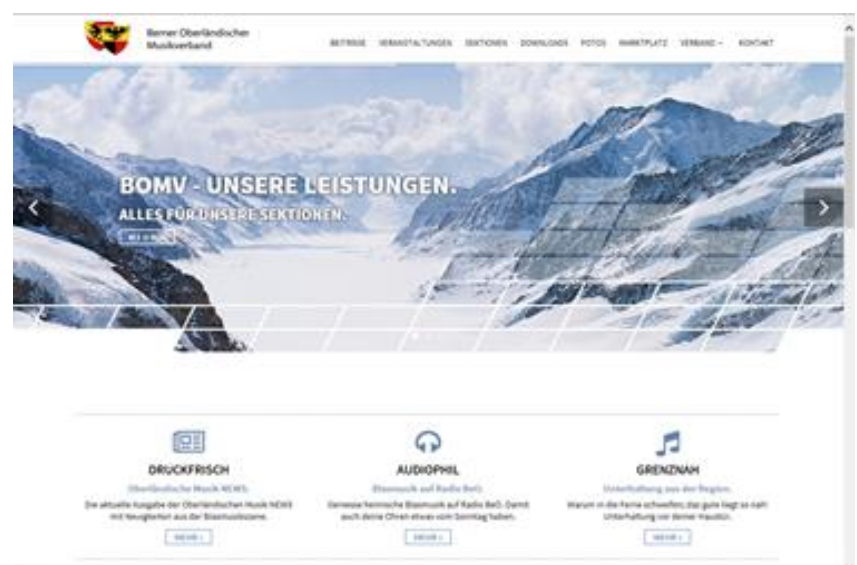 Berner Oberländischer
Musikverband
BEITRÄGE VERANSTALTUNGEN SEKTIONEN DOWNLOADS FOTOS MARKTPLATZ VERBAND KONTAKT
BOMV - UNSERE LEISTUNGEN.
ALLES FÜR UNSERE SEKTIONEN.
DRUCKFRISCH
Oberländische Musik NEWS.
Die aktuelle Ausgabe der Oberländischen Musik NEWS
mit Neuigkeiten aus der Blasmusikszene.
MEHR
AUDIOPHIL
Blasmusik auf Radio BeO.
Geniesse heimische Blasmusik auf Radio BeO. Damit
auch deine Ohren etwas vom Sonntag haben.
MEHR
GRENZNAH
Unterhaltung aus der Region.
Warum in die Ferne schweifen, das gute liegt so nah!
Unterhaltung vor deiner Haustür.
MEHR